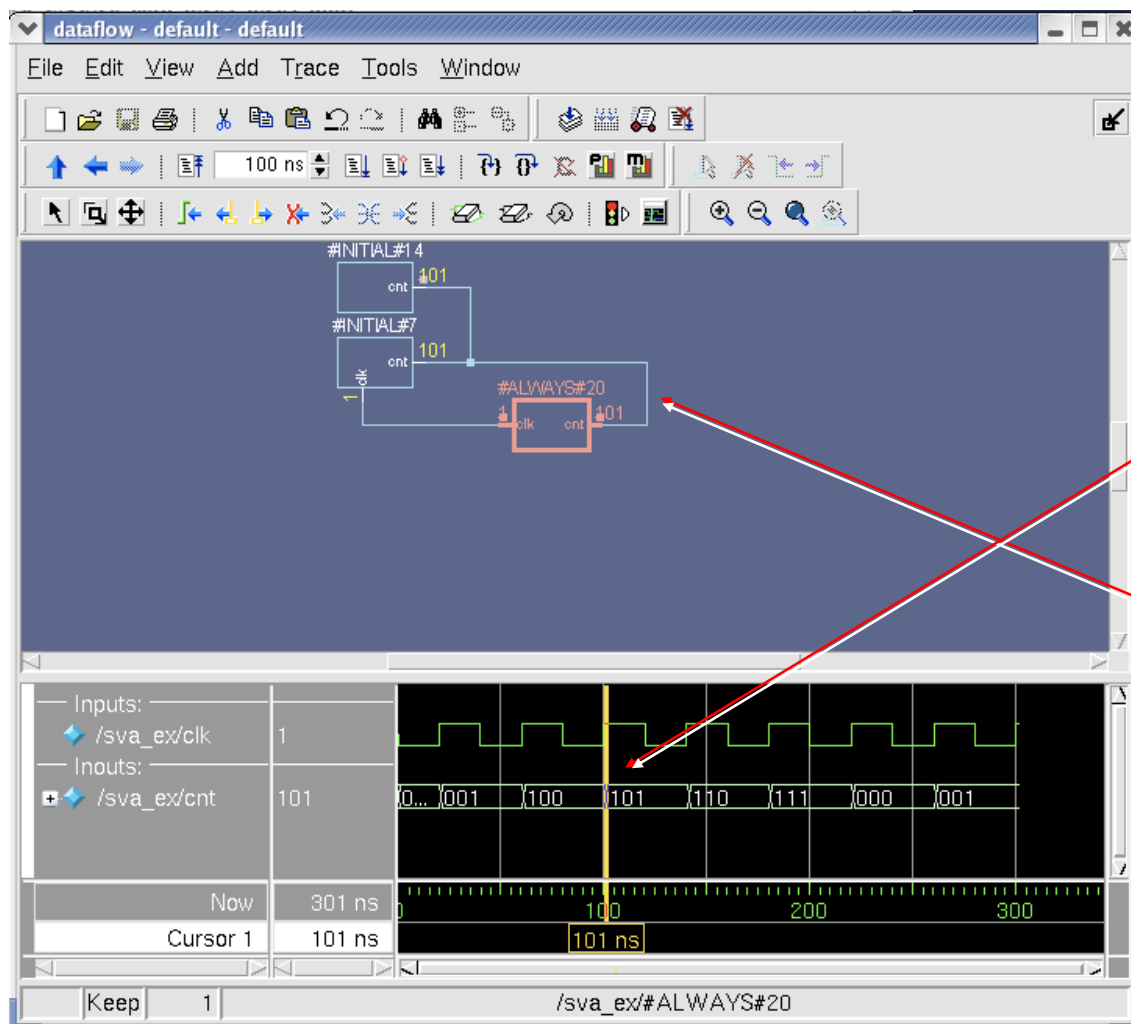 dataflow - default - default
File Edit View Add Trace Tools Window
100 ns
#INITIAL#14
cnt 101
#INITIAL#7
cnt 101
clk
1
#ALWAYS#20
1 clk cnt 101
Inputs:
/sva_ex/clk 1
Inouts:
/sva_ex/cnt 101 0... 001 100 101 110 111 000 001
Now 301 ns 0 100 200 300
Cursor 1 101 ns 101 ns
Keep 1 /sva_ex/#ALWAYS#20